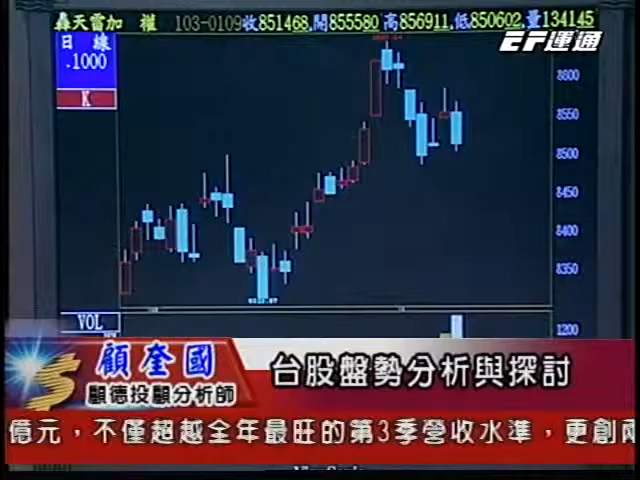 轟天雷加 權 103-0109收851468.開855580高856911.低850602.量134145
日 線
.1000
K
EF運通
8600
8550
8500
8450
8400
8350
VOL
1200
顧奎國
顧德投顧分析師
台股盤勢分析與探討
億元，不僅超越全年最旺的第3季營收水準，更創